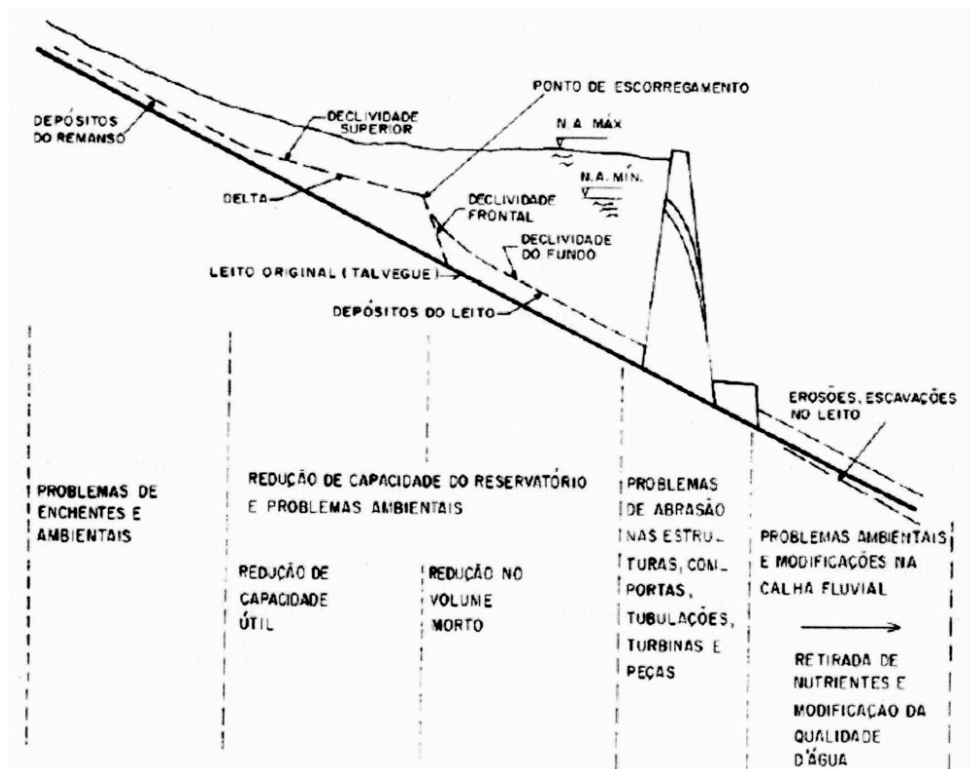 PONTO DE ESCORREGAMENTO
DEPÓSITOS
DO REMANSO
DECLIVIDADE
SUPERIOR
N.A. MÁX
N.A. MÍN.
DELTA
DECLIVIDADE
FRONTAL
DECLIVIDADE
DO FUNDO
LEITO ORIGINAL (TALVEGUE)
DEPÓSITOS DO LEITO
EROSÕES, ESCAVAÇÕES
NO LEITO
PROBLEMAS DE
ENCHENTES E
AMBIENTAIS
REDUÇÃO DE CAPACIDADE DO RESERVATÓRIO
E PROBLEMAS AMBIENTAIS
REDUÇÃO DE
CAPACIDADE
ÚTIL
REDUÇÃO NO
VOLUME
MORTO
PROBLEMAS
DE ABRASÃO
NAS ESTRU_
TURAS, COM_
PORTAS,
TUBULAÇÕES,
TURBINAS E
PEÇAS
PROBLEMAS AMBIENTAIS
E MODIFICAÇÕES NA
CALHA FLUVIAL
RETIRADA DE
NUTRIENTES E
MODIFICAÇÃO DA
QUALIDADE
D'ÁGUA